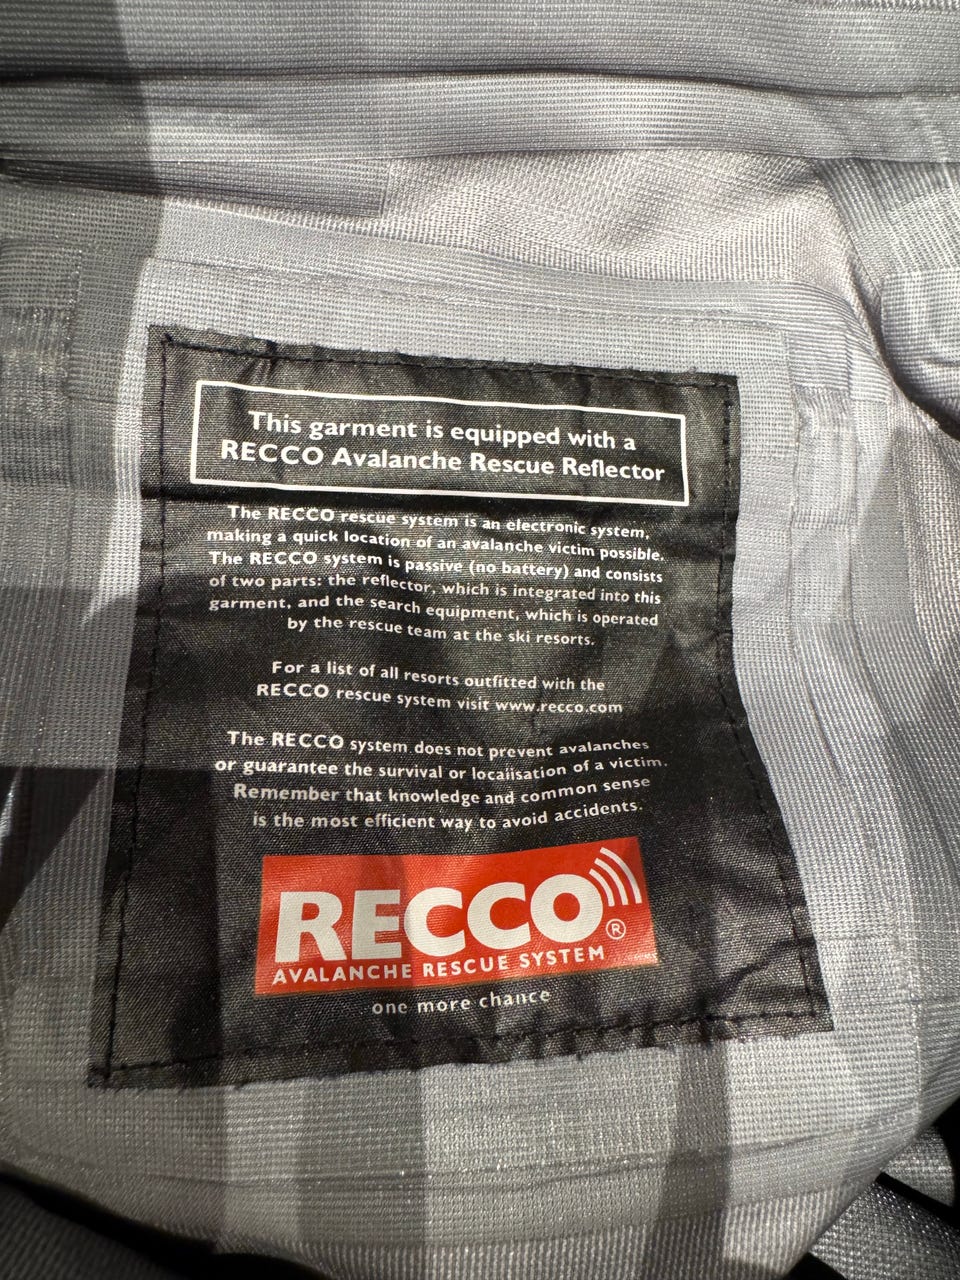 This garment is equipped with a
RECCO Avalanche Rescue Reflector
The RECCO rescue system is an electronic system,
making a quick location of an avalanche victim possible.
The RECCO system is passive (no battery) and consists
of two parts: the reflector, which is integrated into this
garment, and the search equipment, which is operated
by the rescue team at the ski resorts.
For a list of all resorts outfitted with the
RECCO rescue system visit www.recco.com
The RECCO system does not prevent avalanches
or guarantee the survival or locaiisation of a victim.
Remember that knowledge and common sense
is the most efficient way to avoid accidents.
RECCO®
AVALANCHE RESCUE SYSTEM
one more chance